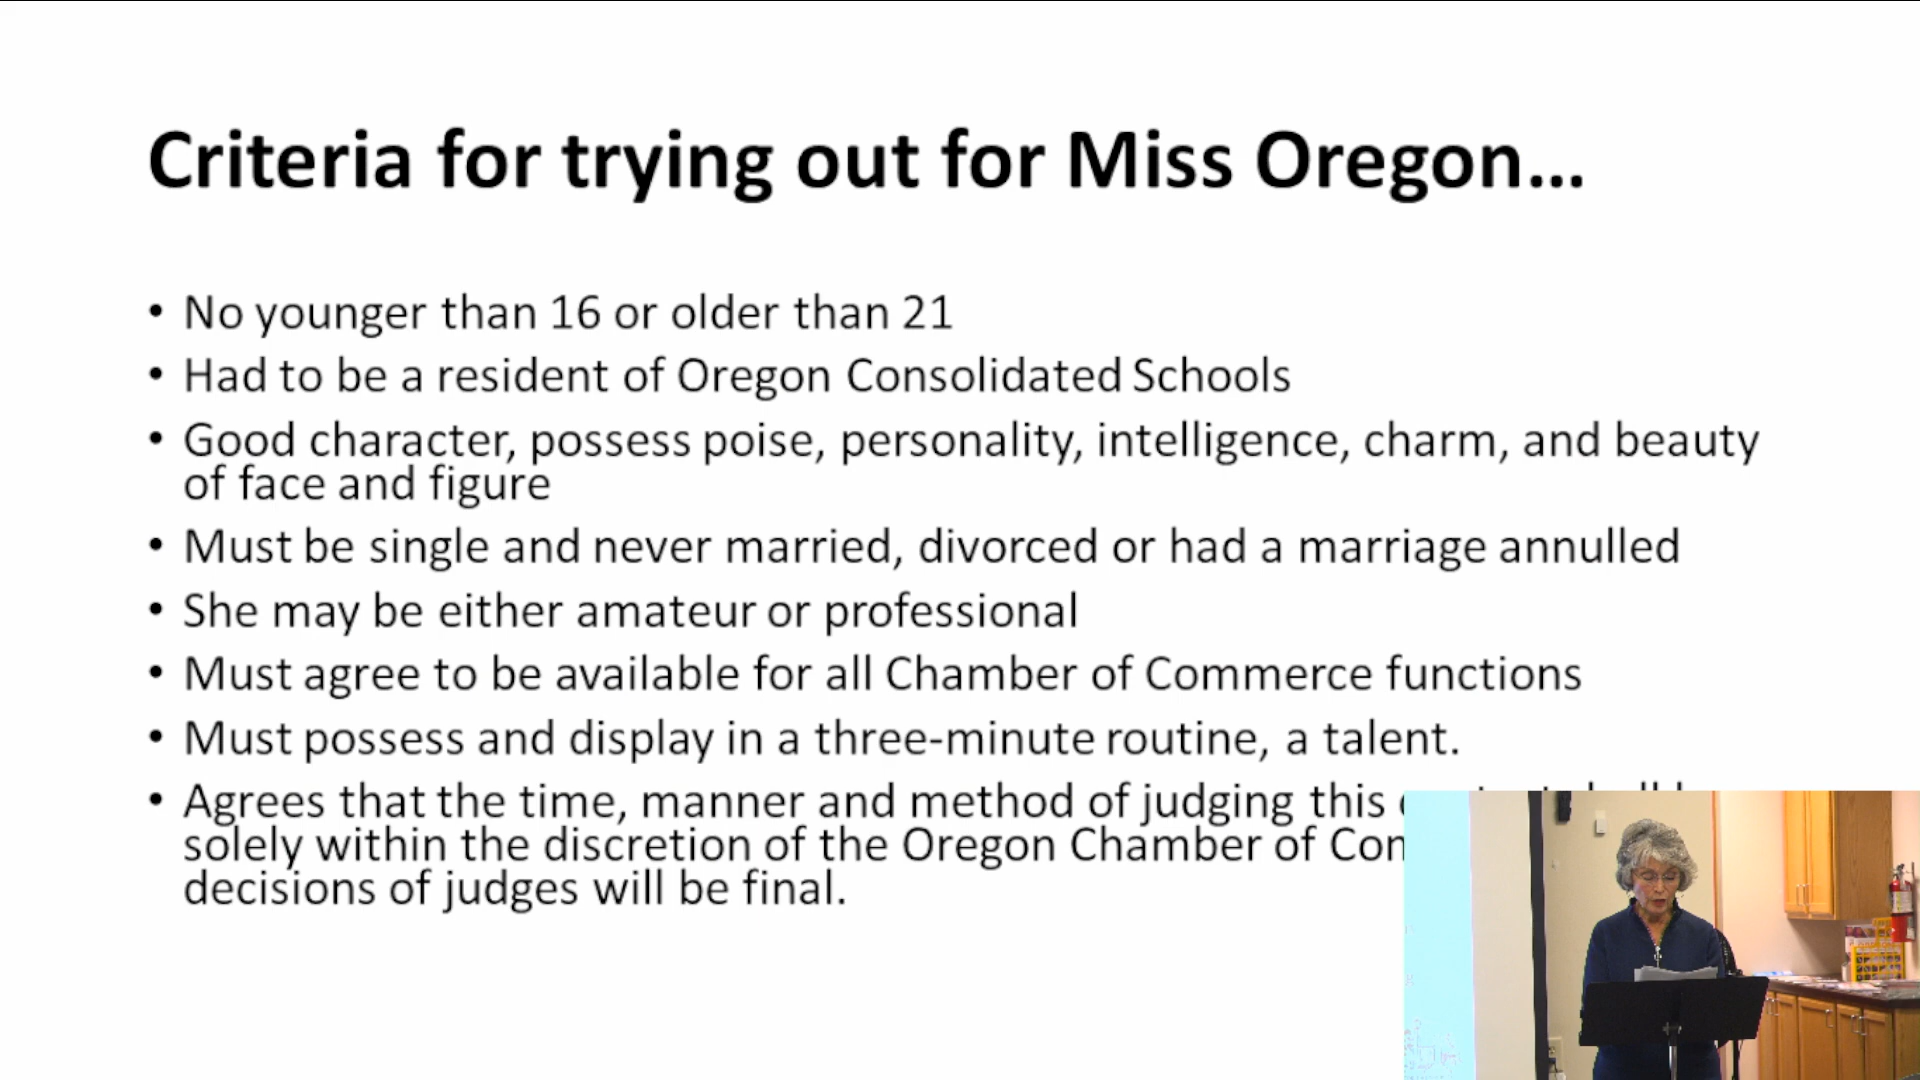 Criteria for trying out for Miss Oregon...
• No younger than 16 or older than 21
• Had to be a resident of Oregon Consolidated Schools
• Good character, possess poise, personality, intelligence, charm, and beauty
of face and figure
• Must be single and never married, divorced or had a marriage annulled
• She may be either amateur or professional
• Must agree to be available for all Chamber of Commerce functions
• Must possess and display in a three-minute routine, a talent.
• Agrees that the time, manner and method of judging this
solely within the discretion of the Oregon Chamber of
decisions of judges will be final.